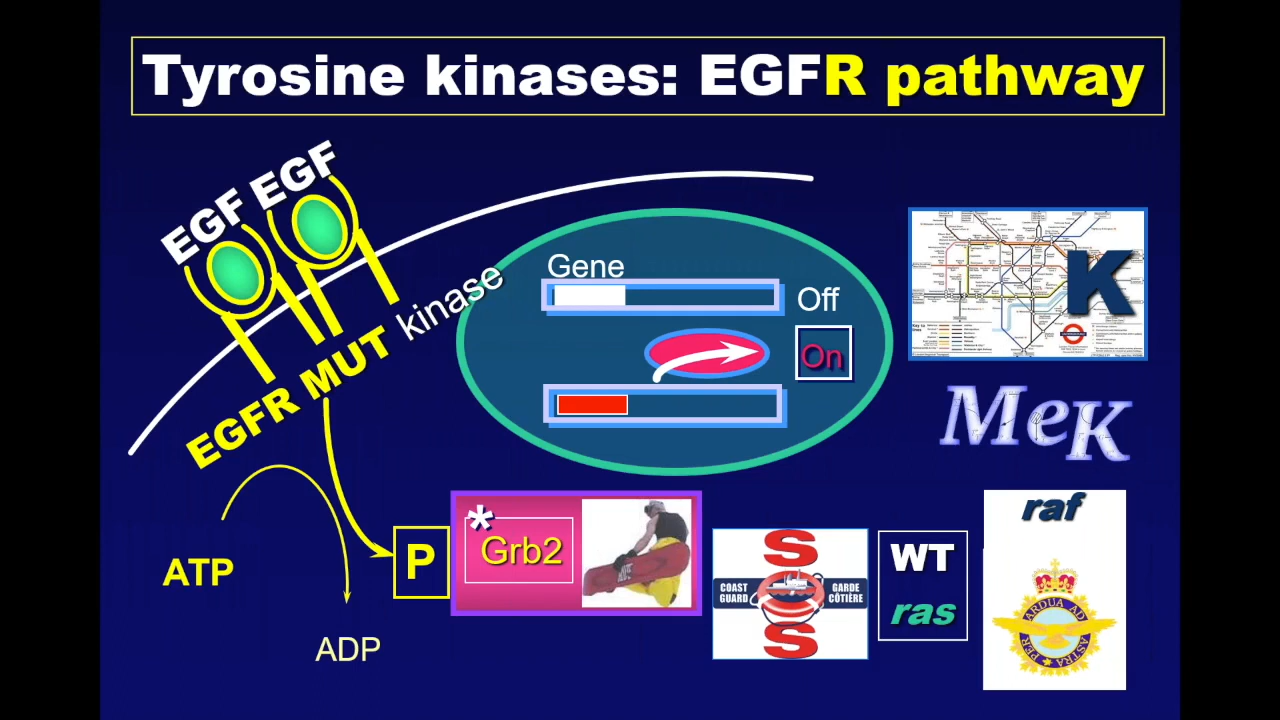 Tyrosine kinases: EGFR pathway
EGF EGF
EGFR MUT kinase
Gene
Off
On
K
MeK
ATP
ADP
P
*
Grb2
S
COAST
GUARD
GARDE
CÔTIÈRE
S
WT
ras
raf
PER ARDUA AD ASTRA